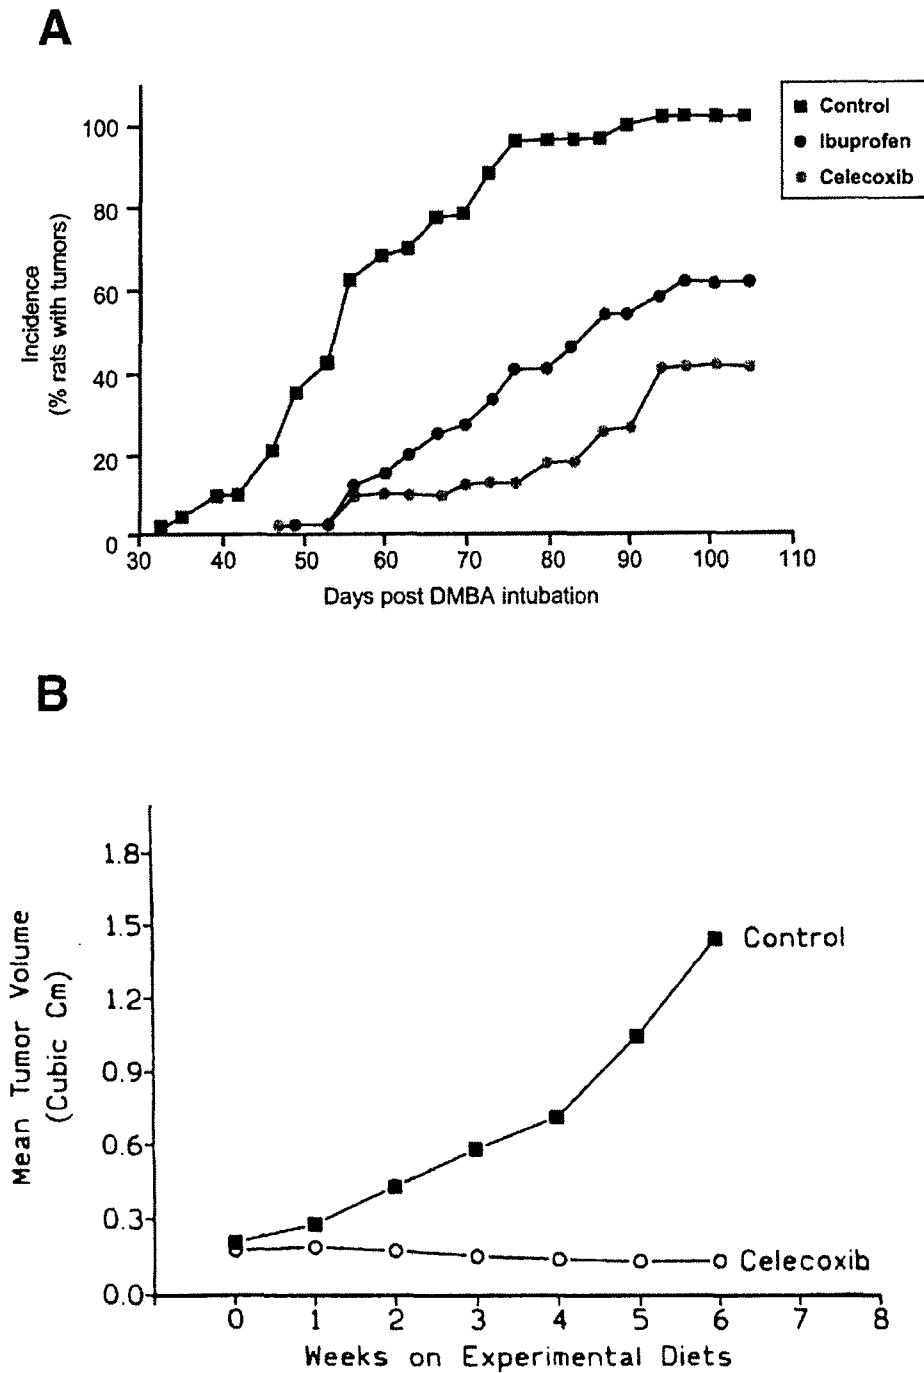 A
Control
Ibuprofen
Celecoxib
Incidence
(% rats with tumors)
100
80
60
40
20
0
30 40 50 60 70 80 90 100 110
Days post DMBA intubation
B
Mean Tumor Volume
(Cubic Cm)
1.8
1.5
1.2
0.9
0.6
0.3
0.0
Control
Celecoxib
0 1 2 3 4 5 6 7 8
Weeks on Experimental Diets